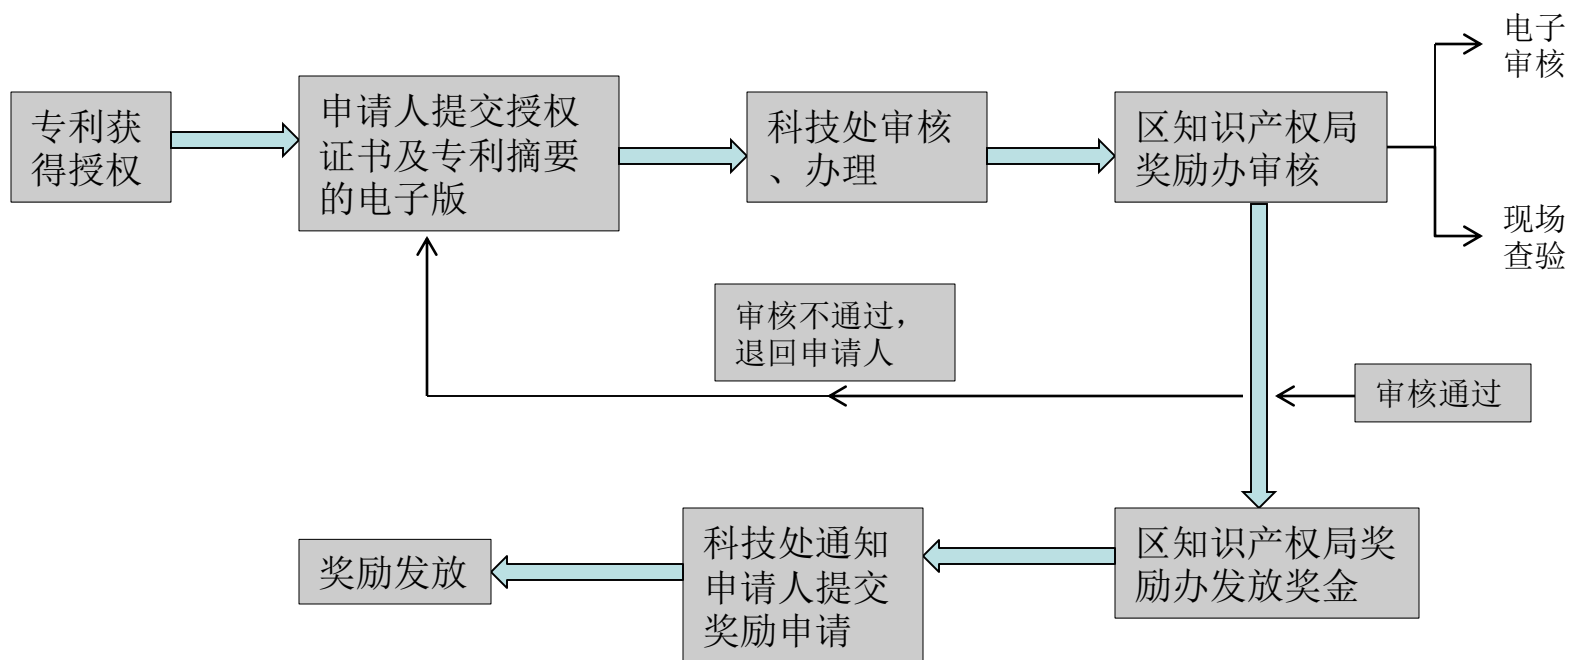 专利获
得授权
申请人提交授权
证书及专利摘要
的电子版
科技处审核
、办理
区知识产权局
奖励办审核
电子
审核
现场
查验
审核不通过，
退回申请人
审核通过
区知识产权局奖
励办发放奖金
科技处通知
申请人提交
奖励申请
奖励发放